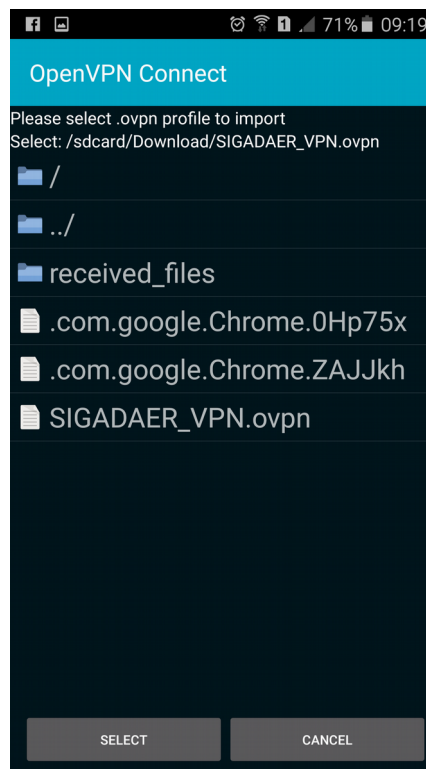 71% 09:19
OpenVPN Connect
Please select .ovpn profile to import
Select: /sdcard/Download/SIGADAER_VPN.ovpn
/
../
received_files
.com.google.Chrome.0Hp75x
.com.google.Chrome.ZAJJkh
SIGADAER_VPN.ovpn
SELECT CANCEL